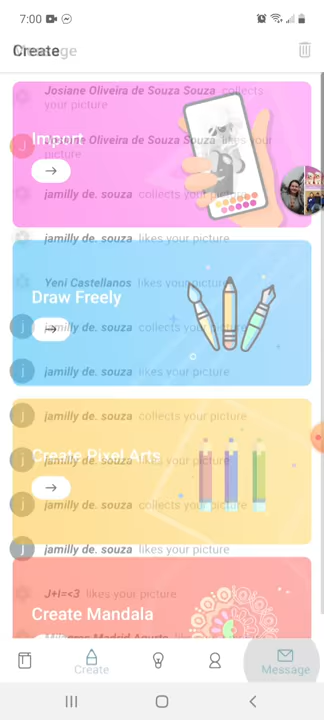 7:00
Create
Message
Josiane Oliveira de Souza Souza collects
your picture
Import
Oliveira de Souza Souza likes your
picture
jamilly de. souza collects your picture
jamilly de. souza likes your picture
Yeni Castellanos likes your picture
Draw Freely
jamilly de. souza likes your picture
jamilly de. souza likes your picture
jamilly de. souza collects your picture
Create Pixel Arts
jamilly de. souza likes your picture
jamilly de. souza collects your picture
jamilly de. souza likes your picture
J+I=<3 likes your picture
Create Mandala
Madrid
Create
Message